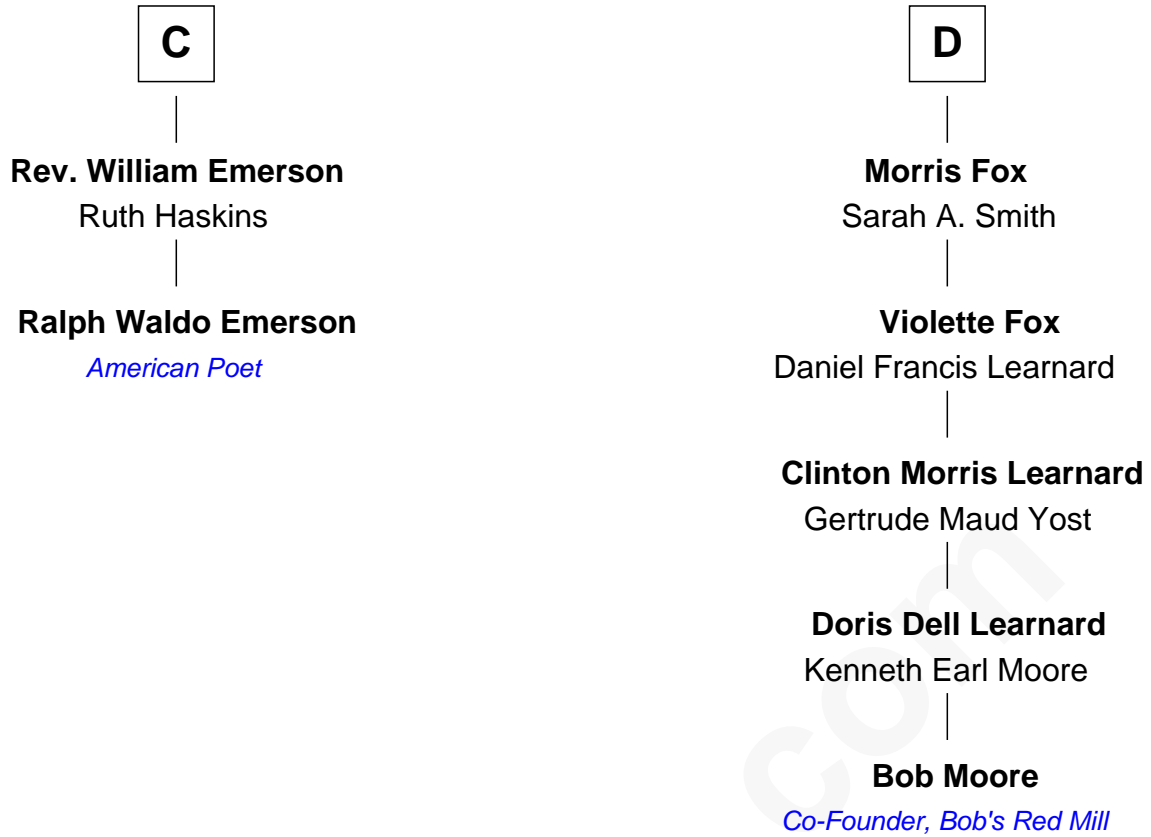 C
Rev. William Emerson
Ruth Haskins
Ralph Waldo Emerson
American Poet
D
Morris Fox
Sarah A. Smith
Violette Fox
Daniel Francis Learnard
Clinton Morris Learnard
Gertrude Maud Yost
Doris Dell Learnard
Kenneth Earl Moore
Bob Moore
Co-Founder, Bob's Red Mill
com